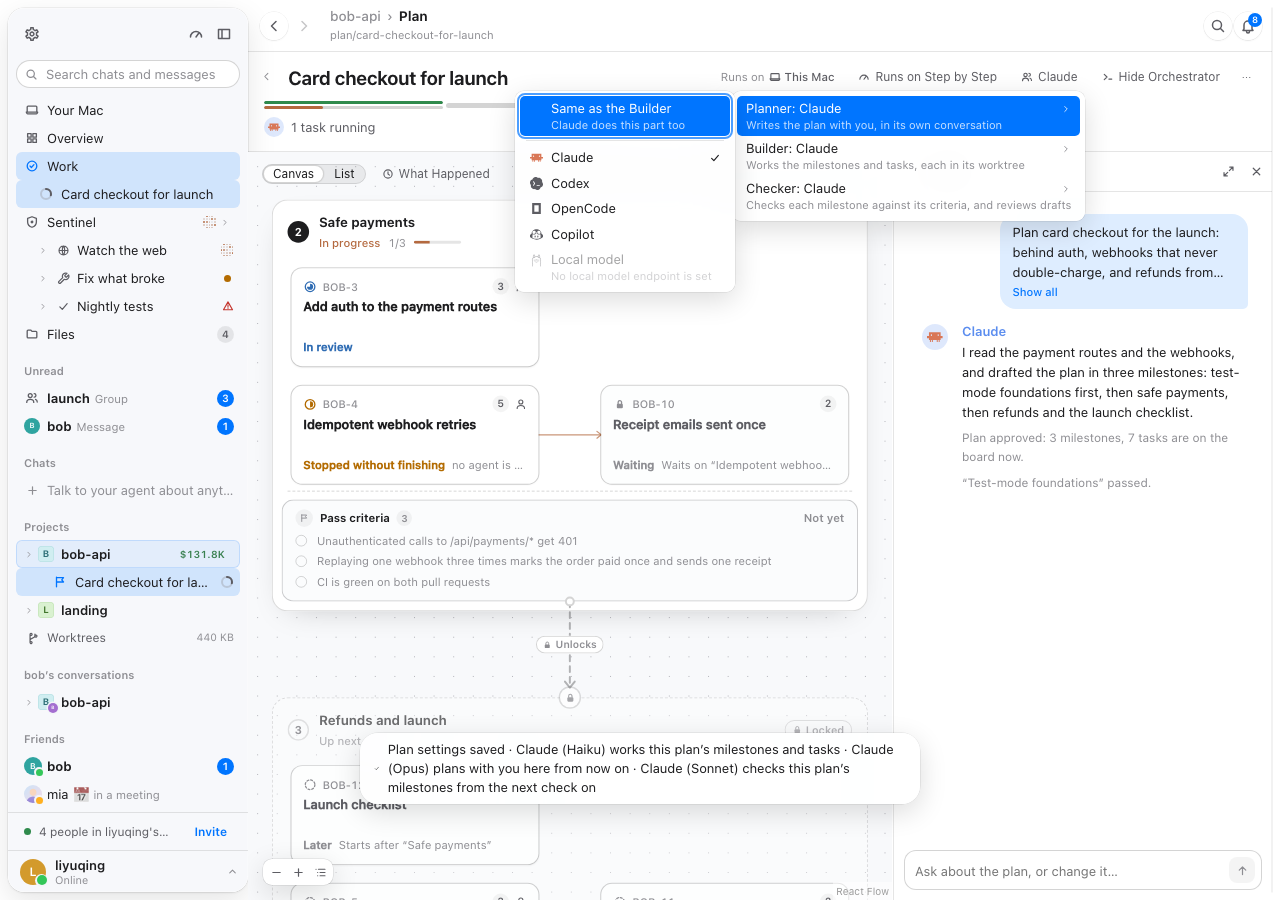 Search chats and messages
Your Mac
Overview
Work
Card checkout for launch
Sentinel
Watch the web
Fix what broke
Nightly tests
Files
4
Unread
launch Group
3
B
bob Message
1
Chats
Talk to your agent about anyt...
Projects
B
bob-api
$131.8K
Card checkout for la...
L
landing
Worktrees
440 KB
bob's conversations
B
bob-api
Friends
B
bob
1
mia 📅 in a meeting
4 people in liyuqing's...
Invite
L
liyuqing
Online
bob-api › Plan
plan/card-checkout-for-launch
8
Card checkout for launch
Runs on This Mac
Runs on Step by Step
Claude
Hide Orchestrator
1 task running
Same as the Builder
Claude does this part too
Claude
Codex
OpenCode
Copilot
Local model
No local model endpoint is set
Planner: Claude
Writes the plan with you, in its own conversation
Builder: Claude
Works the milestones and tasks, each in its worktree
Checker: Claude
Checks each milestone against its criteria, and reviews drafts
Canvas
List
What Happened
2
Safe payments
In progress 1/3
BOB-3
3
Add auth to the payment routes
In review
BOB-4
5
Idempotent webhook retries
Stopped without finishing no agent is ...
BOB-10
2
Receipt emails sent once
Waiting Waits on “Idempotent webhoo...
Pass criteria 3
Not yet
Unauthenticated calls to /api/payments/* get 401
Replaying one webhook three times marks the order paid once and sends one receipt
CI is green on both pull requests
Unlocks
3
Refunds and launch
Up next
Locked
Launch checklist
Later Starts after “Safe payments”
Plan settings saved · Claude (Haiku) works this plan’s milestones and tasks · Claude
(Opus) plans with you here from now on · Claude (Sonnet) checks this plan’s
milestones from the next check on
React Flow
Plan card checkout for the launch:
behind auth, webhooks that never
double-charge, and refunds from...
Show all
Claude
I read the payment routes and the webhooks,
and drafted the plan in three milestones: test-
mode foundations first, then safe payments,
then refunds and the launch checklist.
Plan approved: 3 milestones, 7 tasks are on the
board now.
“Test-mode foundations” passed.
Ask about the plan, or change it...